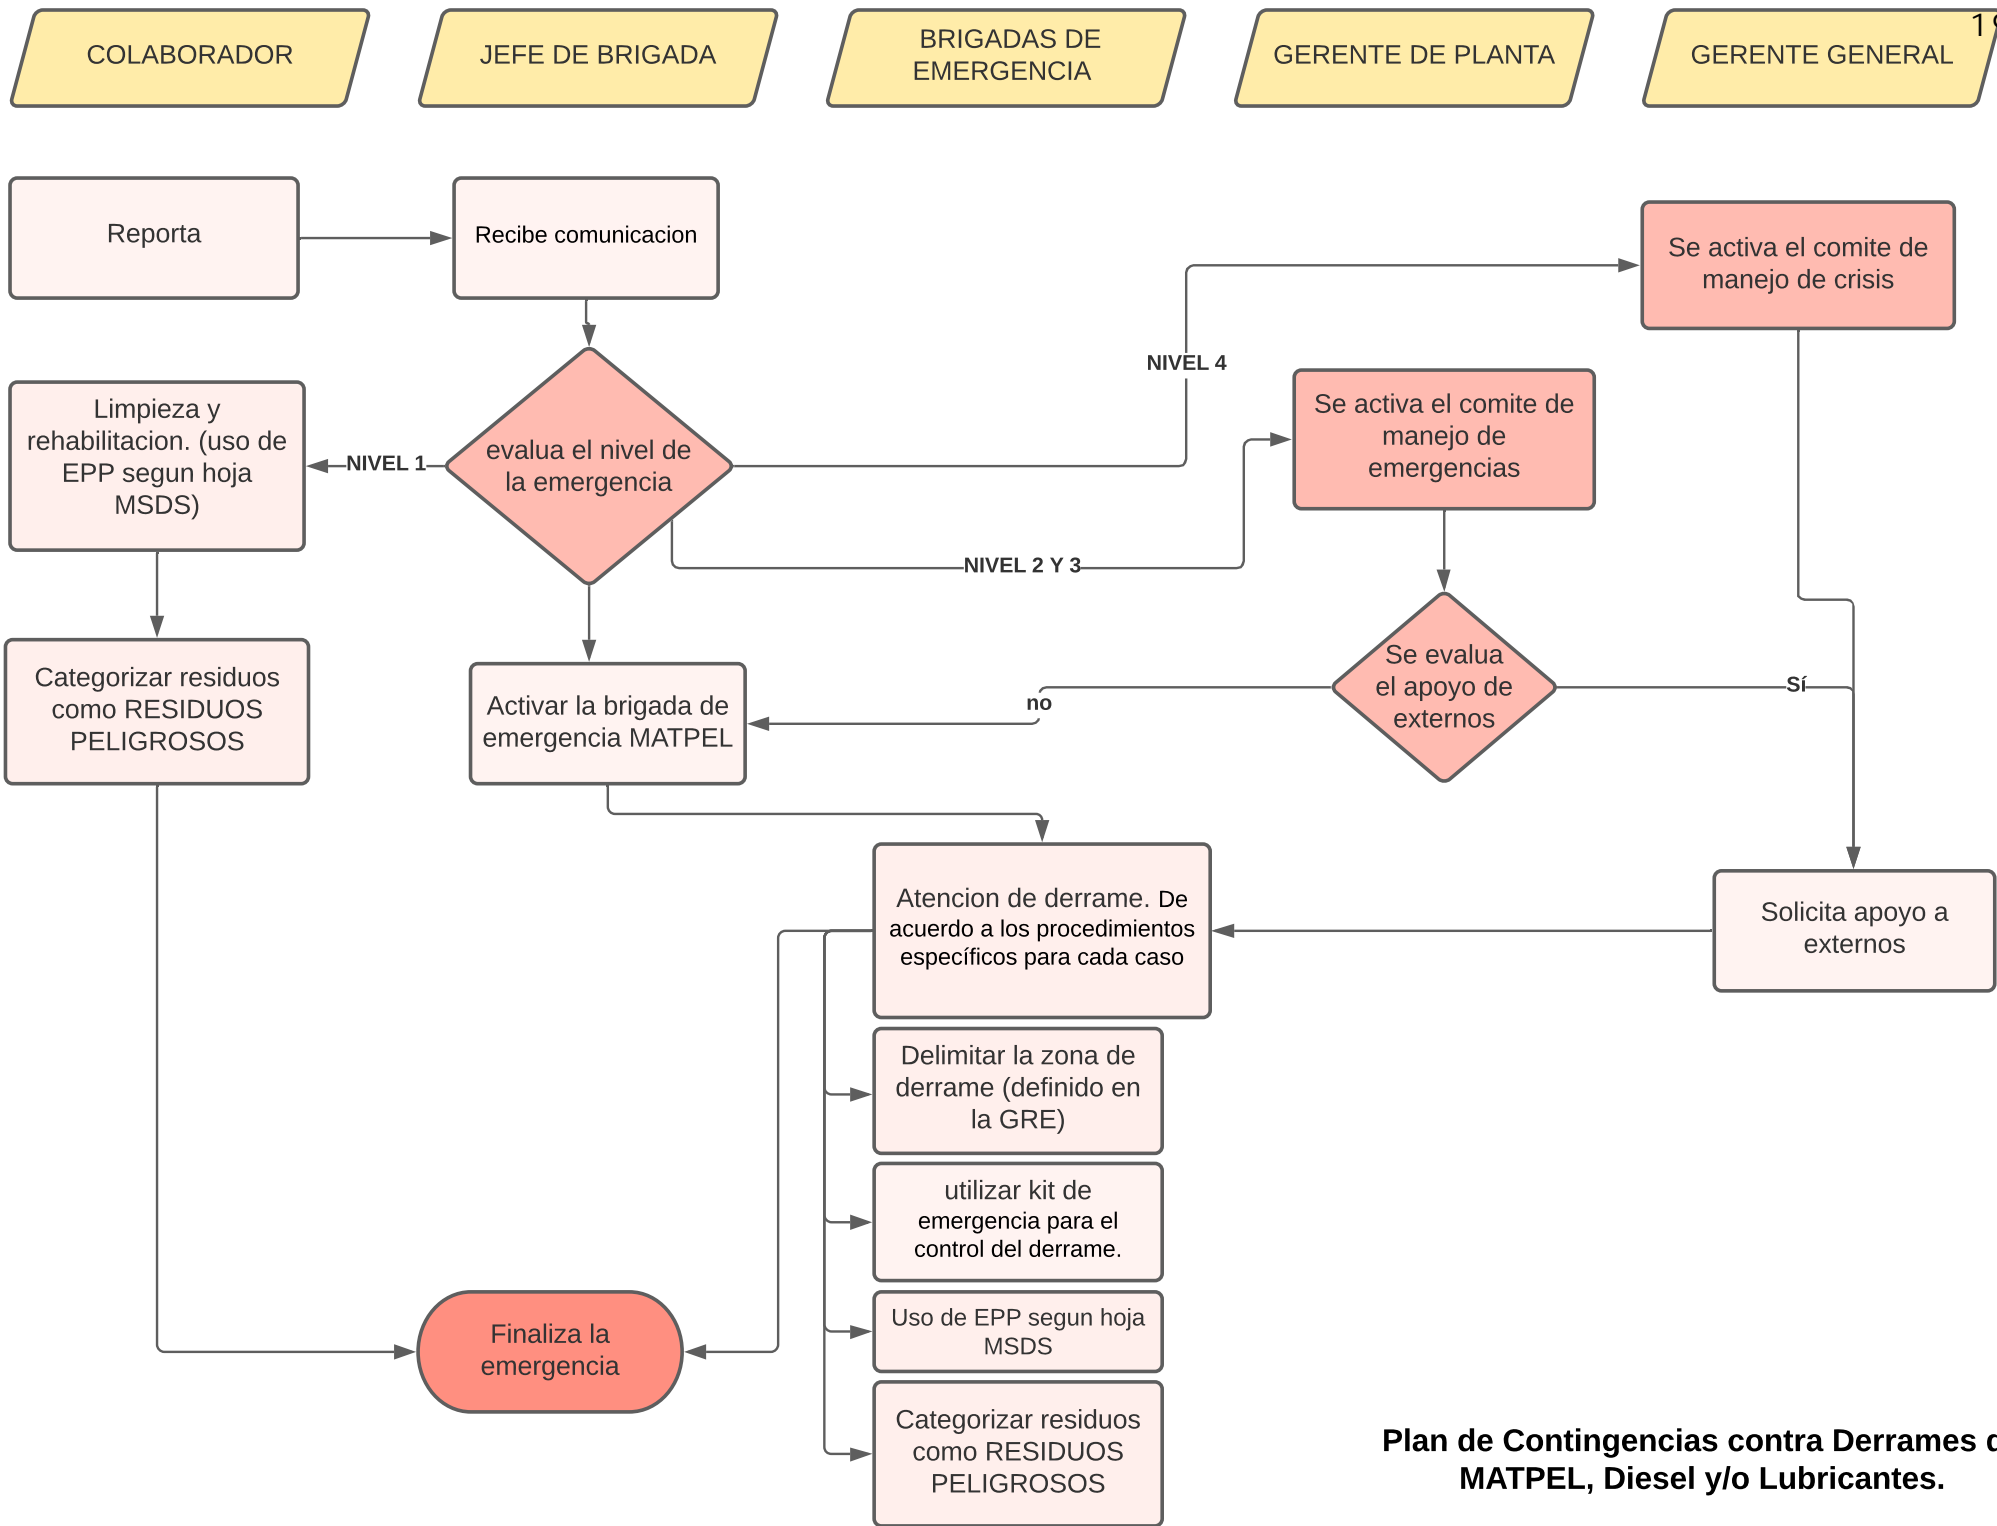 COLABORADOR
JEFE DE BRIGADA
BRIGADAS DE
EMERGENCIA
GERENTE DE PLANTA
GERENTE GENERAL
Reporta
Recibe comunicacion
Se activa el comite de
manejo de crisis
NIVEL 4
Limpieza y
rehabilitacion. (uso de
EPP segun hoja
MSDS)
NIVEL 1
evalua el nivel de
la emergencia
Se activa el comite de
manejo de
emergencias
NIVEL 2 Y 3
Categorizar residuos
como RESIDUOS
PELIGROSOS
Activar la brigada de
emergencia MATPEL
no
Se evalua
el apoyo de
externos
Sí
Atencion de derrame. De
acuerdo a los procedimientos
específicos para cada caso
Solicita apoyo a
externos
Delimitar la zona de
derrame (definido en
la GRE)
utilizar kit de
emergencia para el
control del derrame.
Uso de EPP segun hoja
MSDS
Finaliza la
emergencia
Categorizar residuos
como RESIDUOS
PELIGROSOS
Plan de Contingencias contra Derrames
MATPEL, Diesel y/o Lubricantes.